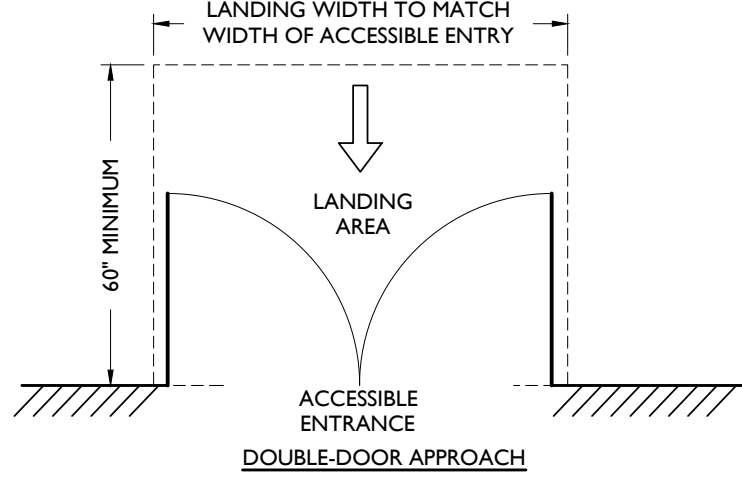 LANDING WIDTH TO MATCH
WIDTH OF ACCESSIBLE ENTRY
60" MINIMUM
LANDING
AREA
ACCESSIBLE
ENTRANCE
DOUBLE-DOOR APPROACH